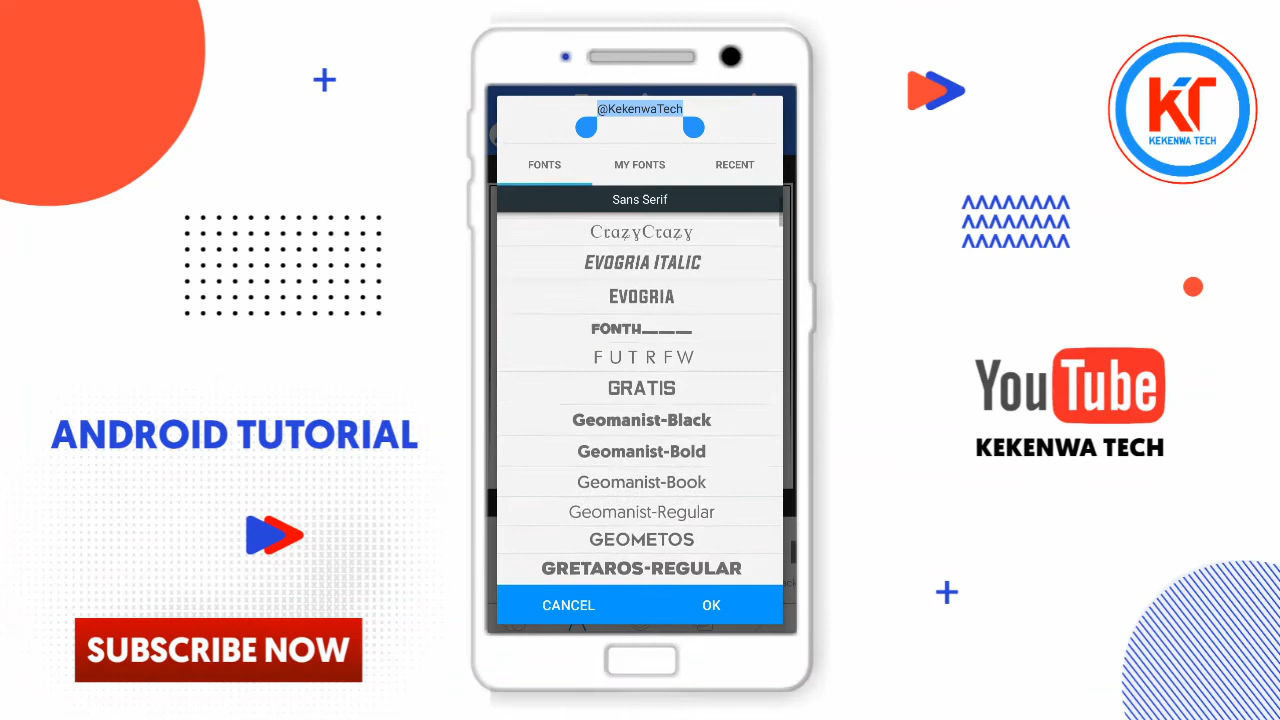 @KekenwaTech
FONTS MY FONTS RECENT
Sans Serif
CrazyCrazy
EVOGRIA ITALIC
EVOGRIA
FONTH____
FUTRFW
GRATIS
Geomanist-Black
Geomanist-Bold
Geomanist-Book
Geomanist-Regular
GEOMETOS
GRETAROS-REGULAR
CANCEL OK
ANDROID TUTORIAL
SUBSCRIBE NOW
KT
KEKENWA TECH
YouTube
KEKENWA TECH